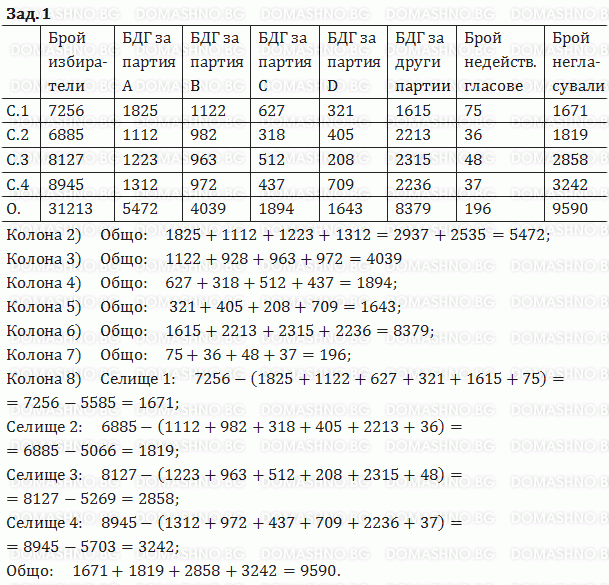 Зад.1
Брой избира- тели БДГ за партия A БДГ за партия B БДГ за партия C БДГ за партия D БДГ за други партии Брой недейств. гласове Брой негла- сували
С.1 7256 1825 1122 627 321 1615 75 1671
С.2 6885 1112 982 318 405 2213 36 1819
С.3 8127 1223 963 512 208 2315 48 2858
С.4 8945 1312 972 437 709 2236 37 3242
О. 31213 5472 4039 1894 1643 8379 196 9590
Колона 2) Общо: 1825 + 1112 + 1223 + 1312 = 2937 + 2535 = 5472;
Колона 3) Общо: 1122 + 928 + 963 + 972 = 4039
Колона 4) Общо: 627 + 318 + 512 + 437 = 1894;
Колона 5) Общо: 321 + 405 + 208 + 709 = 1643;
Колона 6) Общо: 1615 + 2213 + 2315 + 2236 = 8379;
Колона 7) Общо: 75 + 36 + 48 + 37 = 196;
Колона 8) Селище 1: 7256 − (1825 + 1122 + 627 + 321 + 1615 + 75) =
= 7256 − 5585 = 1671;
Селище 2: 6885 − (1112 + 982 + 318 + 405 + 2213 + 36) =
= 6885 − 5066 = 1819;
Селище 3: 8127 − (1223 + 963 + 512 + 208 + 2315 + 48) =
= 8127 − 5269 = 2858;
Селище 4: 8945 − (1312 + 972 + 437 + 709 + 2236 + 37) =
= 8945 − 5703 = 3242;
Общо: 1671 + 1819 + 2858 + 3242 = 9590.